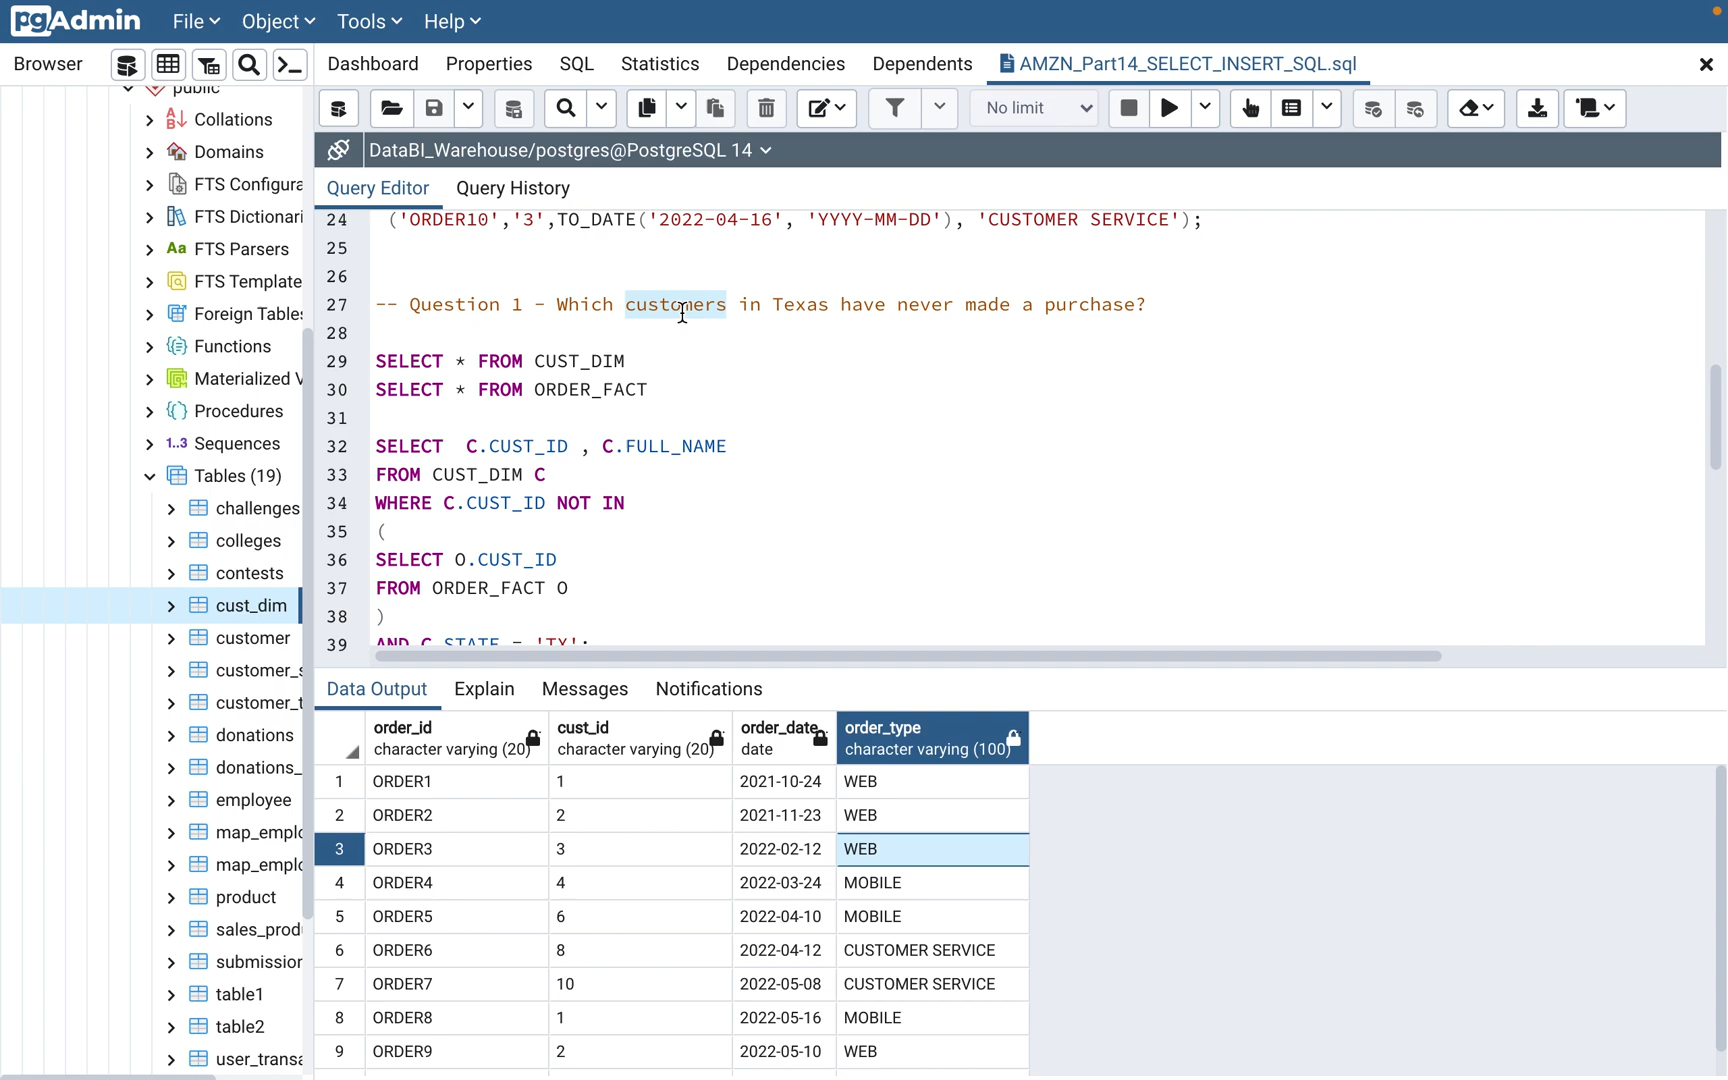 pgAdmin File Object Tools Help
Browser
Dashboard Properties SQL Statistics Dependencies Dependents AMZN_Part14_SELECT_INSERT_SQL.sql
No limit
DataBI_Warehouse/postgres@PostgreSQL 14
Query Editor Query History
public
Collations
Domains
FTS Configura
FTS Dictionari
Aa FTS Parsers
FTS Template
Foreign Table
Functions
Materialized V
Procedures
1..3 Sequences
Tables (19)
challenges
colleges
contests
cust_dim
customer
customer_s
customer_t
donations
donations_
employee
map_emplo
map_emplo
product
sales_prod
submission
table1
table2
user_transa
24 ('ORDER10','3',TO_DATE('2022-04-16', 'YYYY-MM-DD'), 'CUSTOMER SERVICE');
25
26
27 -- Question 1 - Which customers in Texas have never made a purchase?
28
29 SELECT * FROM CUST_DIM
30 SELECT * FROM ORDER_FACT
31
32 SELECT  C.CUST_ID , C.FULL_NAME
33 FROM CUST_DIM C
34 WHERE C.CUST_ID NOT IN
35 (
36 SELECT O.CUST_ID
37 FROM ORDER_FACT O
38 )
39 AND C.STATE = 'TX';
Data Output Explain Messages Notifications
order_id cust_id order_date order_type
character varying (20) character varying (20) date character varying (100)
1 ORDER1 1 2021-10-24 WEB
2 ORDER2 2 2021-11-23 WEB
3 ORDER3 3 2022-02-12 WEB
4 ORDER4 4 2022-03-24 MOBILE
5 ORDER5 6 2022-04-10 MOBILE
6 ORDER6 8 2022-04-12 CUSTOMER SERVICE
7 ORDER7 10 2022-05-08 CUSTOMER SERVICE
8 ORDER8 1 2022-05-16 MOBILE
9 ORDER9 2 2022-05-10 WEB